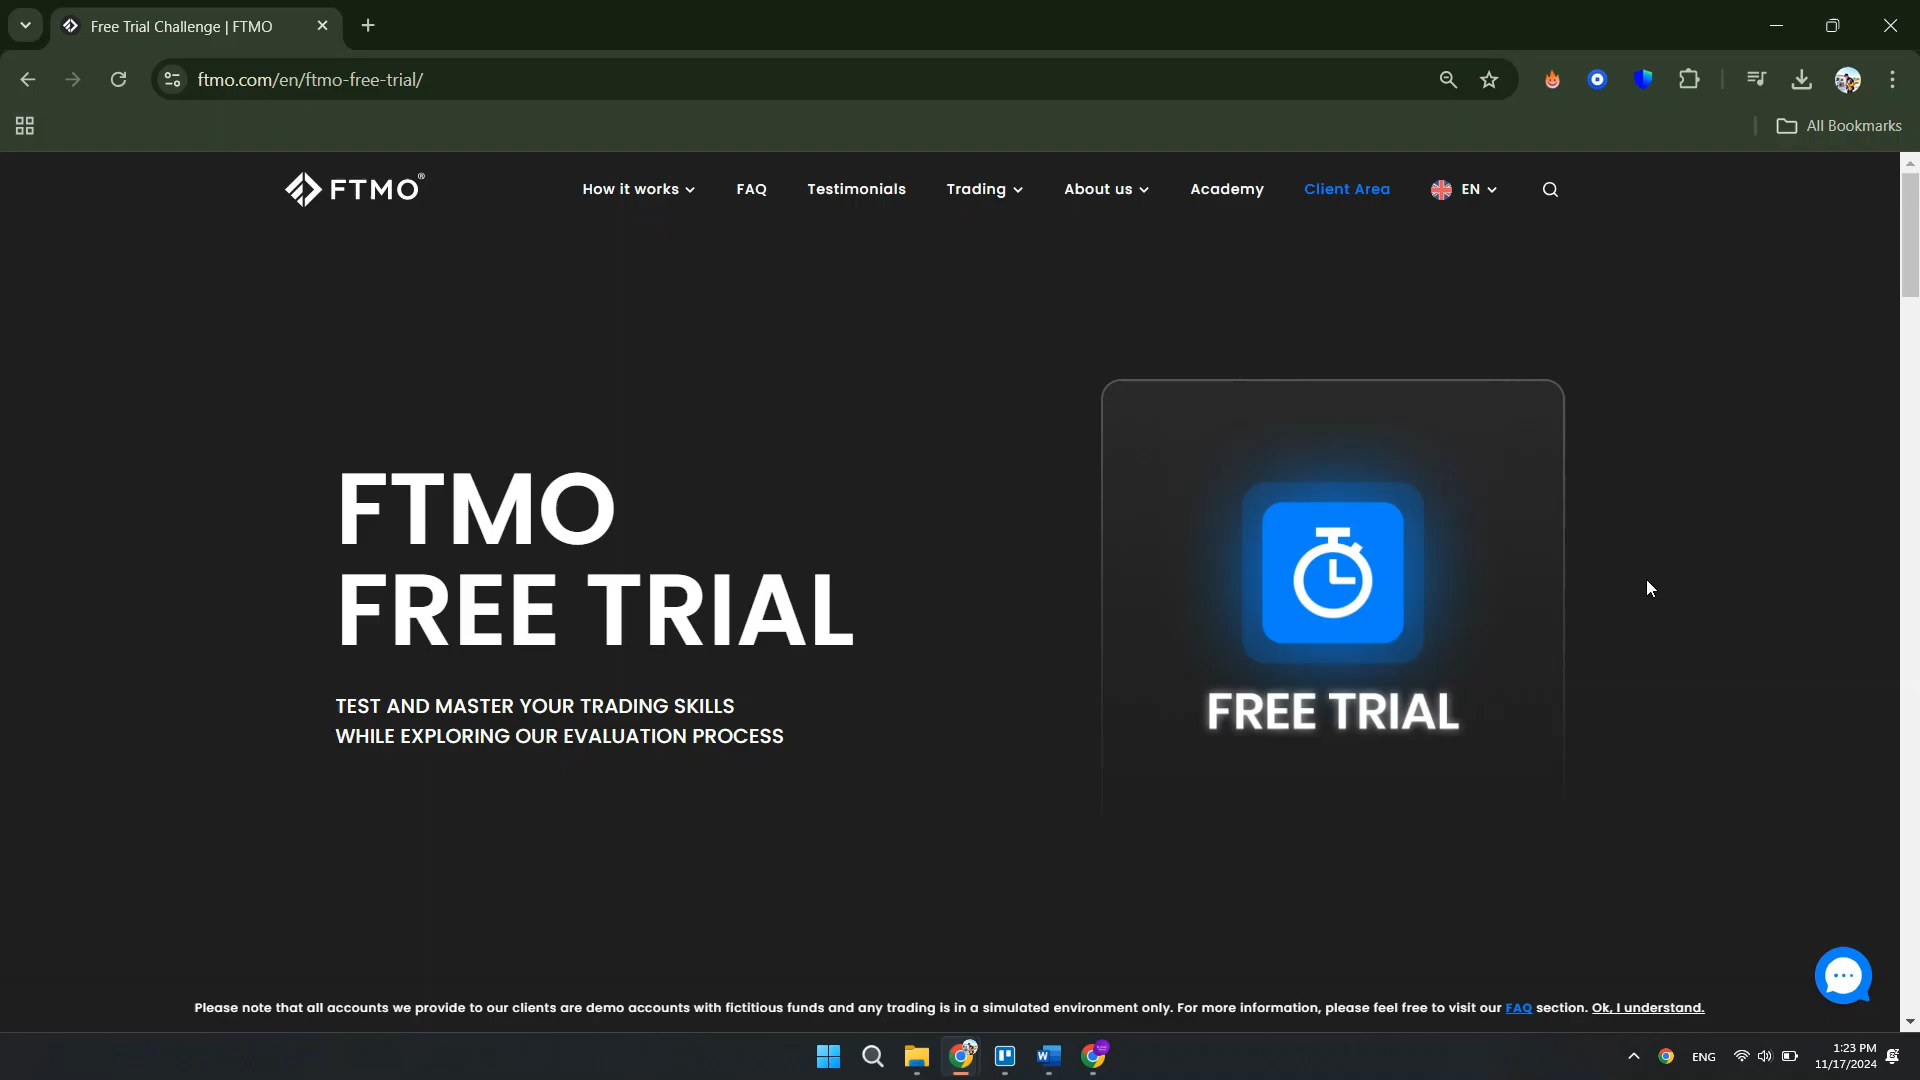 Free Trial Challenge | FTMO
ftmo.com/en/ftmo-free-trial/
All Bookmarks
FTMO®
How it works
FAQ
Testimonials
Trading
About us
Academy
Client Area
EN
FTMO
FREE TRIAL
TEST AND MASTER YOUR TRADING SKILLS
WHILE EXPLORING OUR EVALUATION PROCESS
FREE TRIAL
Please note that all accounts we provide to our clients are demo accounts with fictitious funds and any trading is in a simulated environment only. For more information, please feel free to visit our FAQ section. Ok, I understand.
W
ENG
1:23 PM
11/17/2024